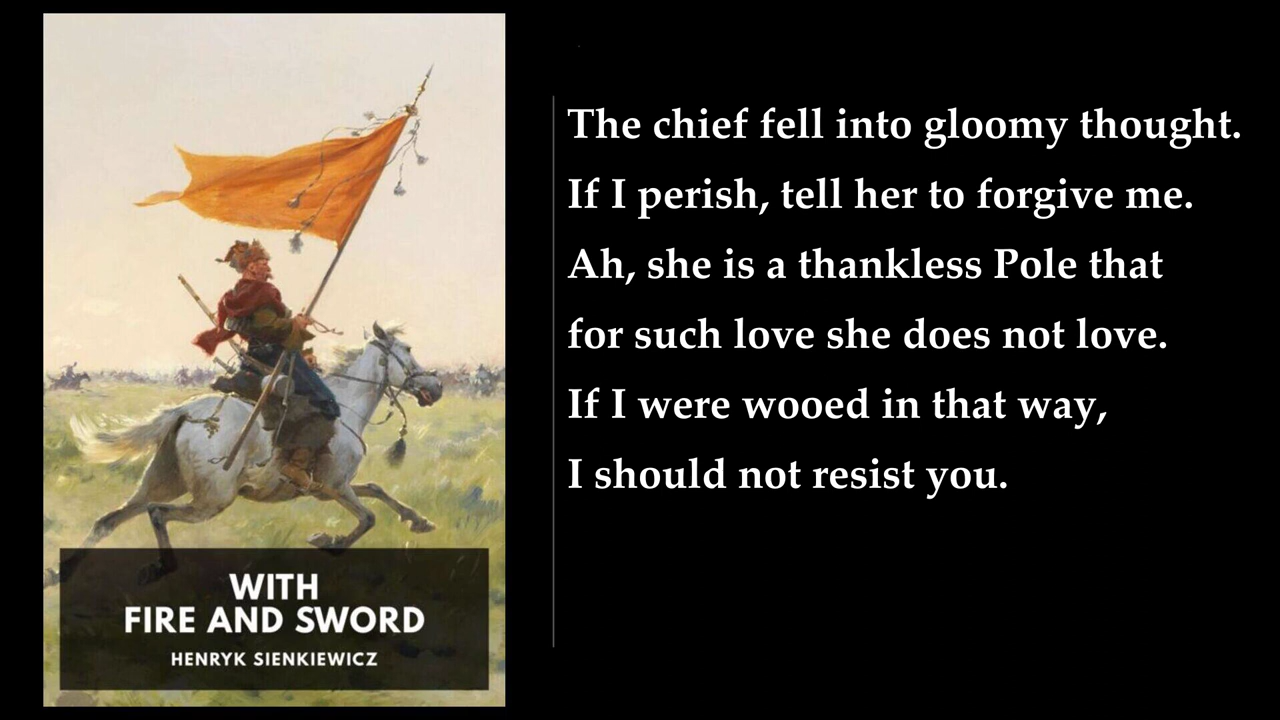 WITH
FIRE AND SWORD
HENRYK SIENKIEWICZ
The chief fell into gloomy thought.
If I perish, tell her to forgive me.
Ah, she is a thankless Pole that
for such love she does not love.
If I were wooed in that way,
I should not resist you.